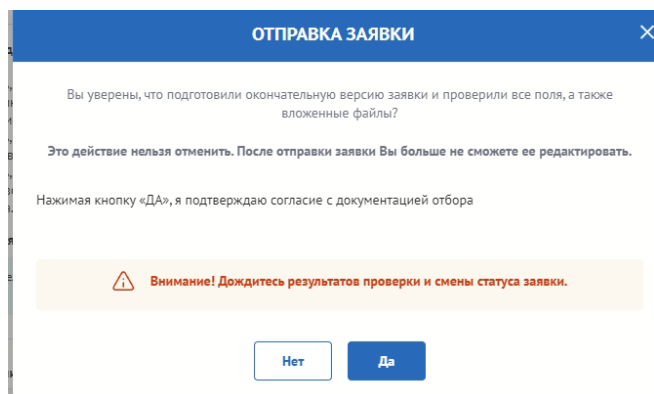 ОТПРАВКА ЗАЯВКИ
Вы уверены, что подготовили окончательную версию заявки и проверили все поля, а также
вложенные файлы?
Это действие нельзя отменить. После отправки заявки Вы больше не сможете ее редактировать.
Нажимая кнопку «ДА», я подтверждаю согласие с документацией отбора
Внимание! Дождитесь результатов проверки и смены статуса заявки.
Нет
Да